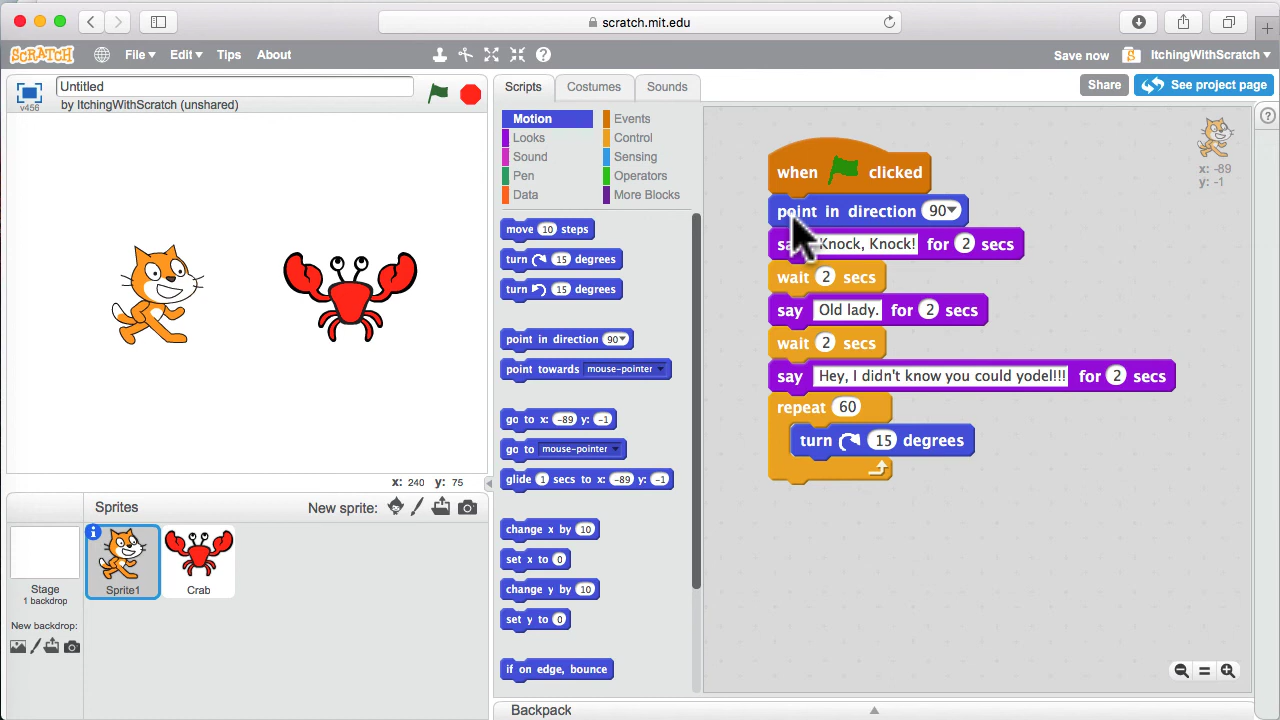 scratch.mit.edu
SCRATCH File Edit Tips About Save now ItchingWithScratch
Untitled
by ItchingWithScratch (unshared)
v456
Scripts Costumes Sounds Share See project page
Motion Events
Looks Control
Sound Sensing
Pen Operators
Data More Blocks
move 10 steps
turn 15 degrees
turn 15 degrees
point in direction 90
point towards mouse-pointer
go to x: -89 y: -1
go to mouse-pointer
glide 1 secs to x: -89 y: -1
change x by 10
set x to 0
change y by 10
set y to 0
if on edge, bounce
when clicked
point in direction 90
Knock, Knock! for 2 secs
wait 2 secs
say Old lady. for 2 secs
wait 2 secs
say Hey, I didn't know you could yodel!!! for 2 secs
repeat 60
turn 15 degrees
x: -89
y: -1
x: 240 y: 75
Sprites New sprite:
Stage
1 backdrop
New backdrop:
Sprite1
Crab
Backpack